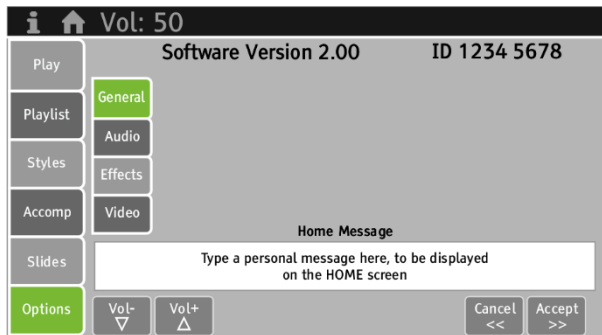 i Vol: 50
Software Version 2.00 ID 1234 5678
Play
Playlist
Styles
Accomp
Slides
Options
General
Audio
Effects
Video
Home Message
Type a personal message here, to be displayed
on the HOME screen
Vol- Vol+ Cancel Accept
<< >>